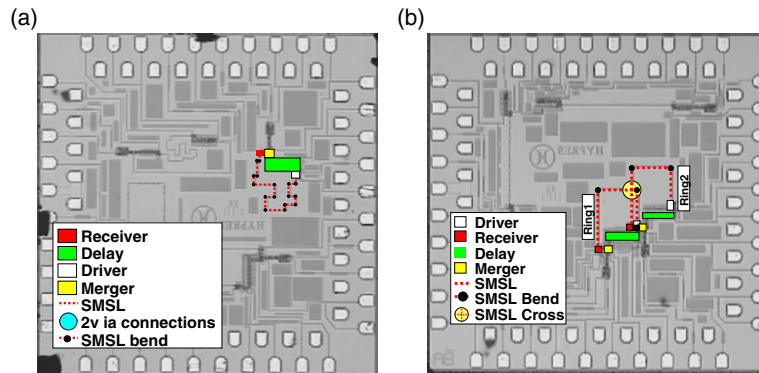 (a)
Receiver
Delay
Driver
Merger
SMSL
2v ia connections
SMSL bend
(b)
HYPRES
Ring1
Ring2
Driver
Receiver
Delay
Merger
SMSL
SMSL Bend
SMSL Cross